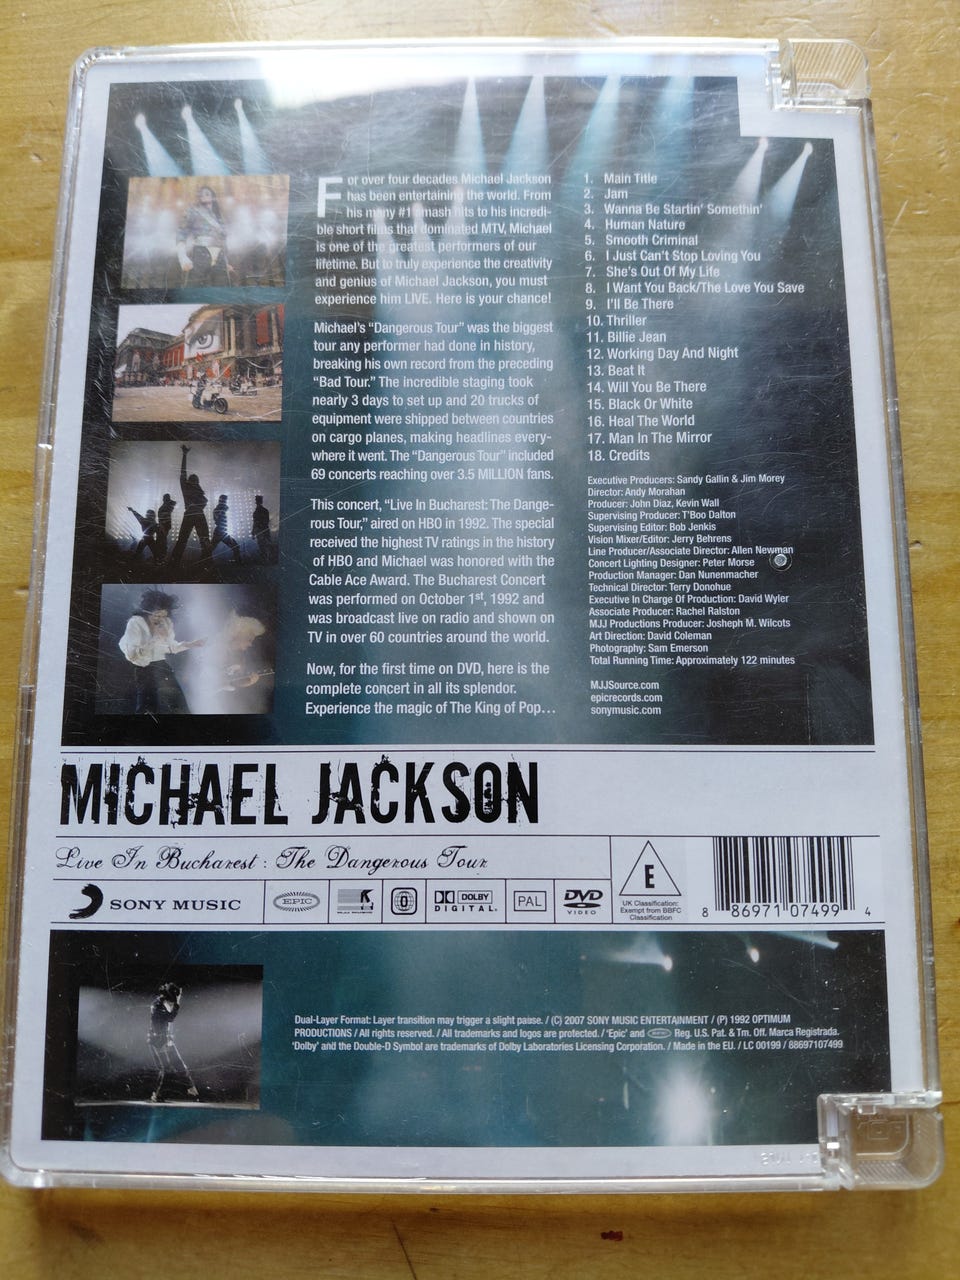 For over four decades Michael Jackson
has been entertaining the world. From
his many #1 smash hits to his incredi-
ble short films that dominated MTV, Michael
is one of the greatest performers of our
lifetime. But to truly experience the creativity
and genius of Michael Jackson, you must
experience him LIVE. Here is your chance!
Michael's “Dangerous Tour” was the biggest
tour any performer had done in history,
breaking his own record from the preceding
“Bad Tour.” The incredible staging took
nearly 3 days to set up and 20 trucks of
equipment were shipped between countries
on cargo planes, making headlines every-
where it went. The “Dangerous Tour” included
69 concerts reaching over 3.5 MILLION fans.
This concert, “Live In Bucharest: The Dange-
rous Tour,” aired on HBO in 1992. The special
received the highest TV ratings in the history
of HBO and Michael was honored with the
Cable Ace Award. The Bucharest Concert
was performed on October 1st, 1992 and
was broadcast live on radio and shown on
TV in over 60 countries around the world.
Now, for the first time on DVD, here is the
complete concert in all its splendor.
Experience the magic of The King of Pop...
1. Main Title
2. Jam
3. Wanna Be Startin' Somethin'
4. Human Nature
5. Smooth Criminal
6. I Just Can't Stop Loving You
7. She's Out Of My Life
8. I Want You Back/The Love You Save
9. I'll Be There
10. Thriller
11. Billie Jean
12. Working Day And Night
13. Beat It
14. Will You Be There
15. Black Or White
16. Heal The World
17. Man In The Mirror
18. Credits
Executive Producers: Sandy Gallin & Jim Morey
Director: Andy Morahan
Producer: John Diaz, Kevin Wall
Supervising Producer: T'Boo Dalton
Supervising Editor: Bob Jenkis
Vision Mixer/Editor: Jerry Behrens
Line Producer/Associate Director: Allen Newman
Concert Lighting Designer: Peter Morse
Production Manager: Dan Nunenmacher
Technical Director: Terry Donohue
Executive In Charge Of Production: David Wyler
Associate Producer: Rachel Ralston
MJJ Productions Producer: Josheph M. Wilcots
Art Direction: David Coleman
Photography: Sam Emerson
Total Running Time: Approximately 122 minutes
MJJSource.com
epicrecords.com
sonymusic.com
MICHAEL JACKSON
Live In Bucharest : The Dangerous Tour
SONY MUSIC
EPIC
DOLBY
DIGITAL
PAL
DVD
VIDEO
E
UK Classification:
Exempt from BBFC
Classification
8 86971 07499 4
Dual-Layer Format: Layer transition may trigger a slight pause. / (C) 2007 SONY MUSIC ENTERTAINMENT / (P) 1992 OPTIMUM
PRODUCTIONS / All rights reserved. / All trademarks and logos are protected. / 'Epic' and epic Reg. U.S. Pat. & Tm. Off. Marca Registrada.
'Dolby' and the Double-D Symbol are trademarks of Dolby Laboratories Licensing Corporation. / Made in the EU. / LC 00199 / 88697107499